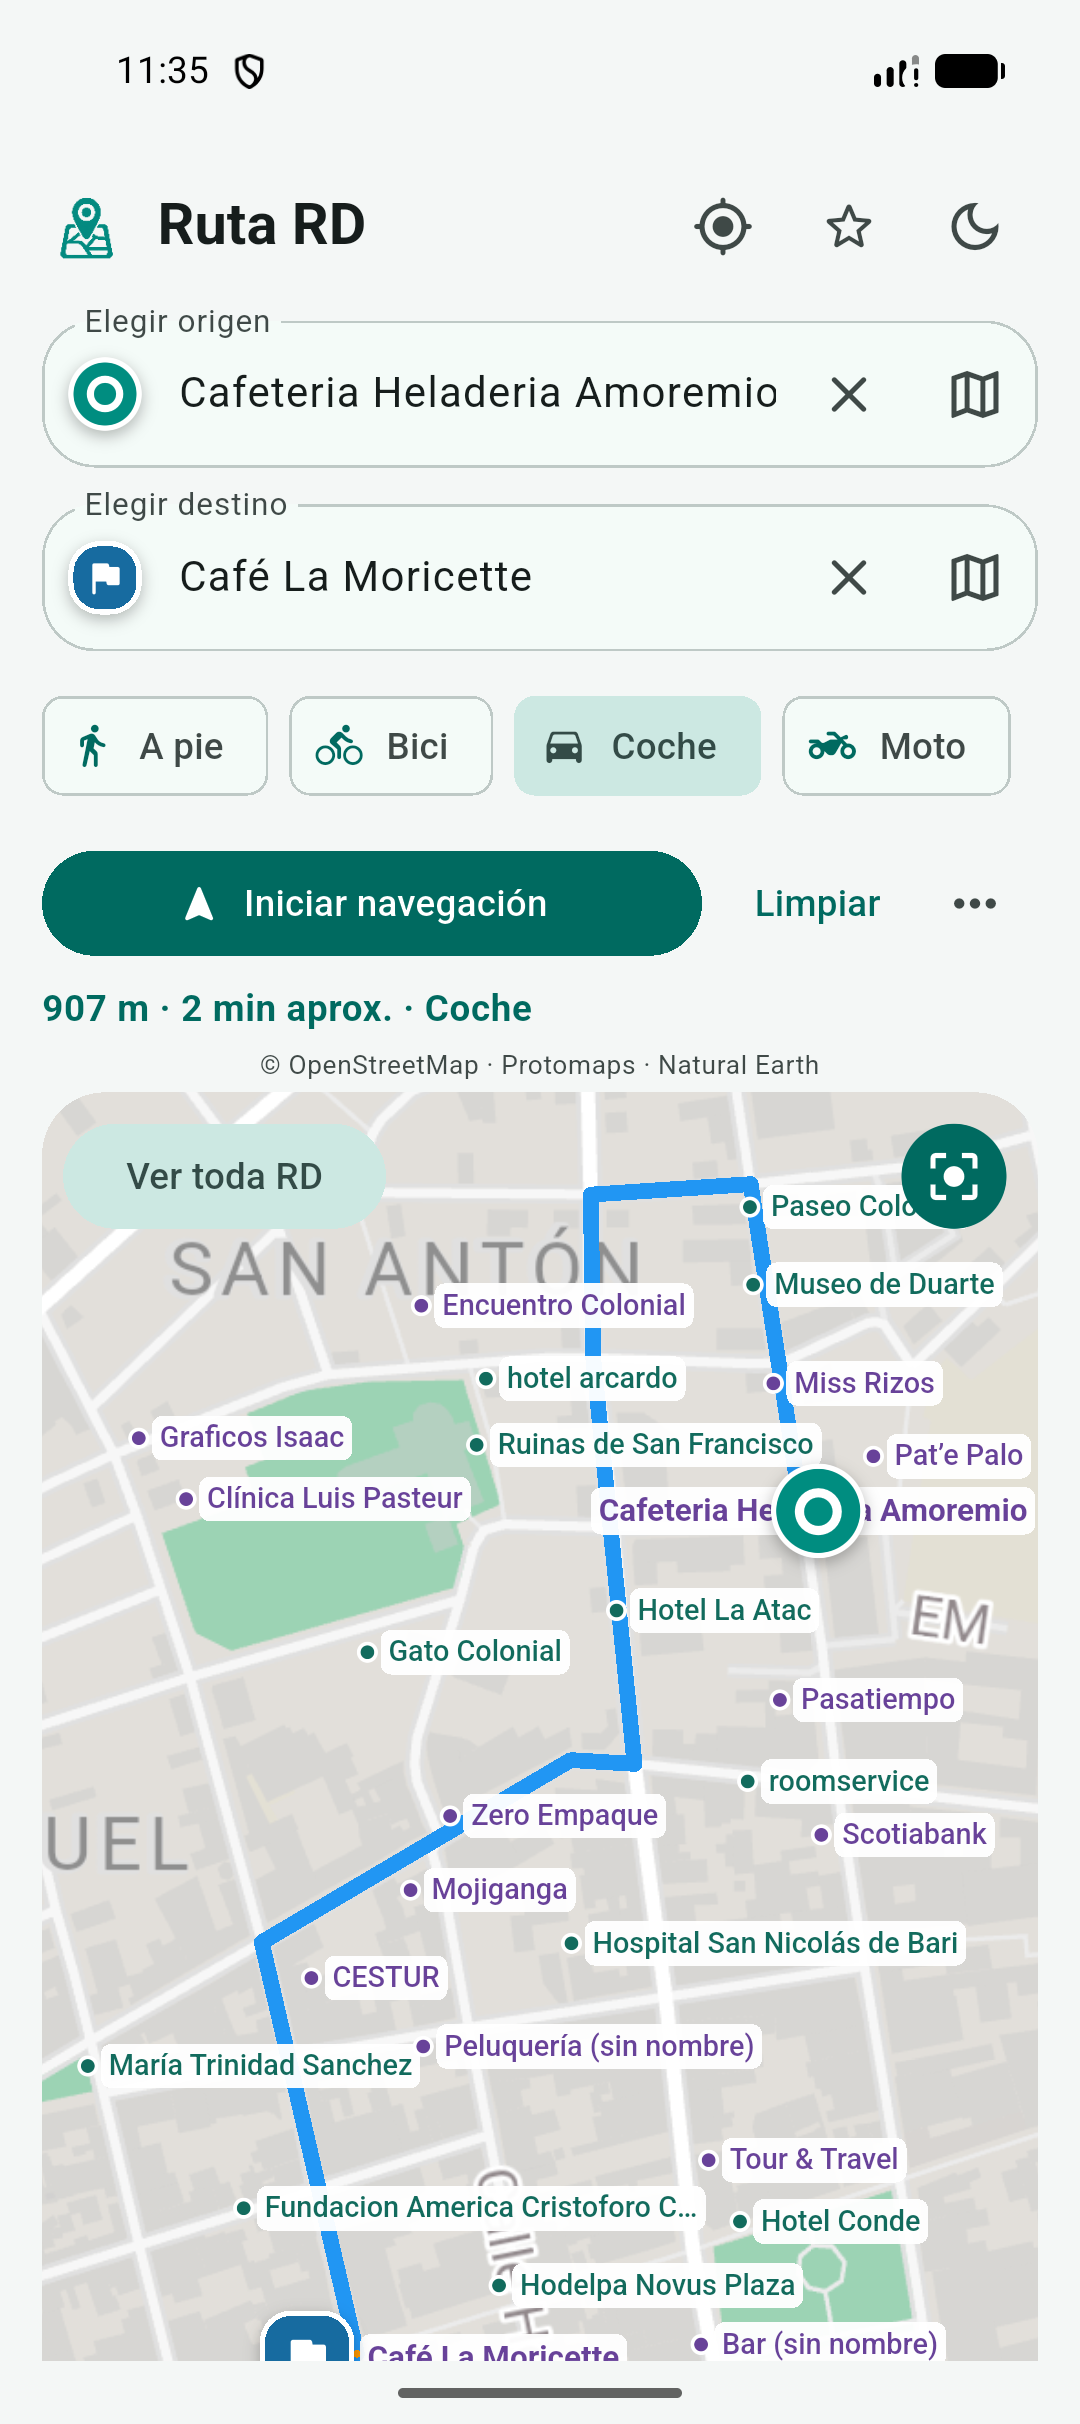 11:35
Ruta RD
Elegir origen
Cafeteria Heladeria Amoremio
Elegir destino
Café La Moricette
A pie
Bici
Coche
Moto
Iniciar navegación
Limpiar
907 m · 2 min aprox. · Coche
© OpenStreetMap · Protomaps · Natural Earth
Ver toda RD
Paseo Colo
SAN ANTÓN
Museo de Duarte
Encuentro Colonial
hotel arcardo
Miss Rizos
Graficos Isaac
Ruinas de San Francisco
Pat’e Palo
Clínica Luis Pasteur
Cafeteria He a Amoremio
Hotel La Atac
EM
Gato Colonial
Pasatiempo
roomservice
Zero Empaque
Scotiabank
UEL
Mojiganga
Hospital San Nicolás de Bari
CESTUR
Peluquería (sin nombre)
María Trinidad Sanchez
Tour & Travel
Fundacion America Cristoforo C...
Hotel Conde
Hodelpa Novus Plaza
Bar (sin nombre)
Café La Moricette